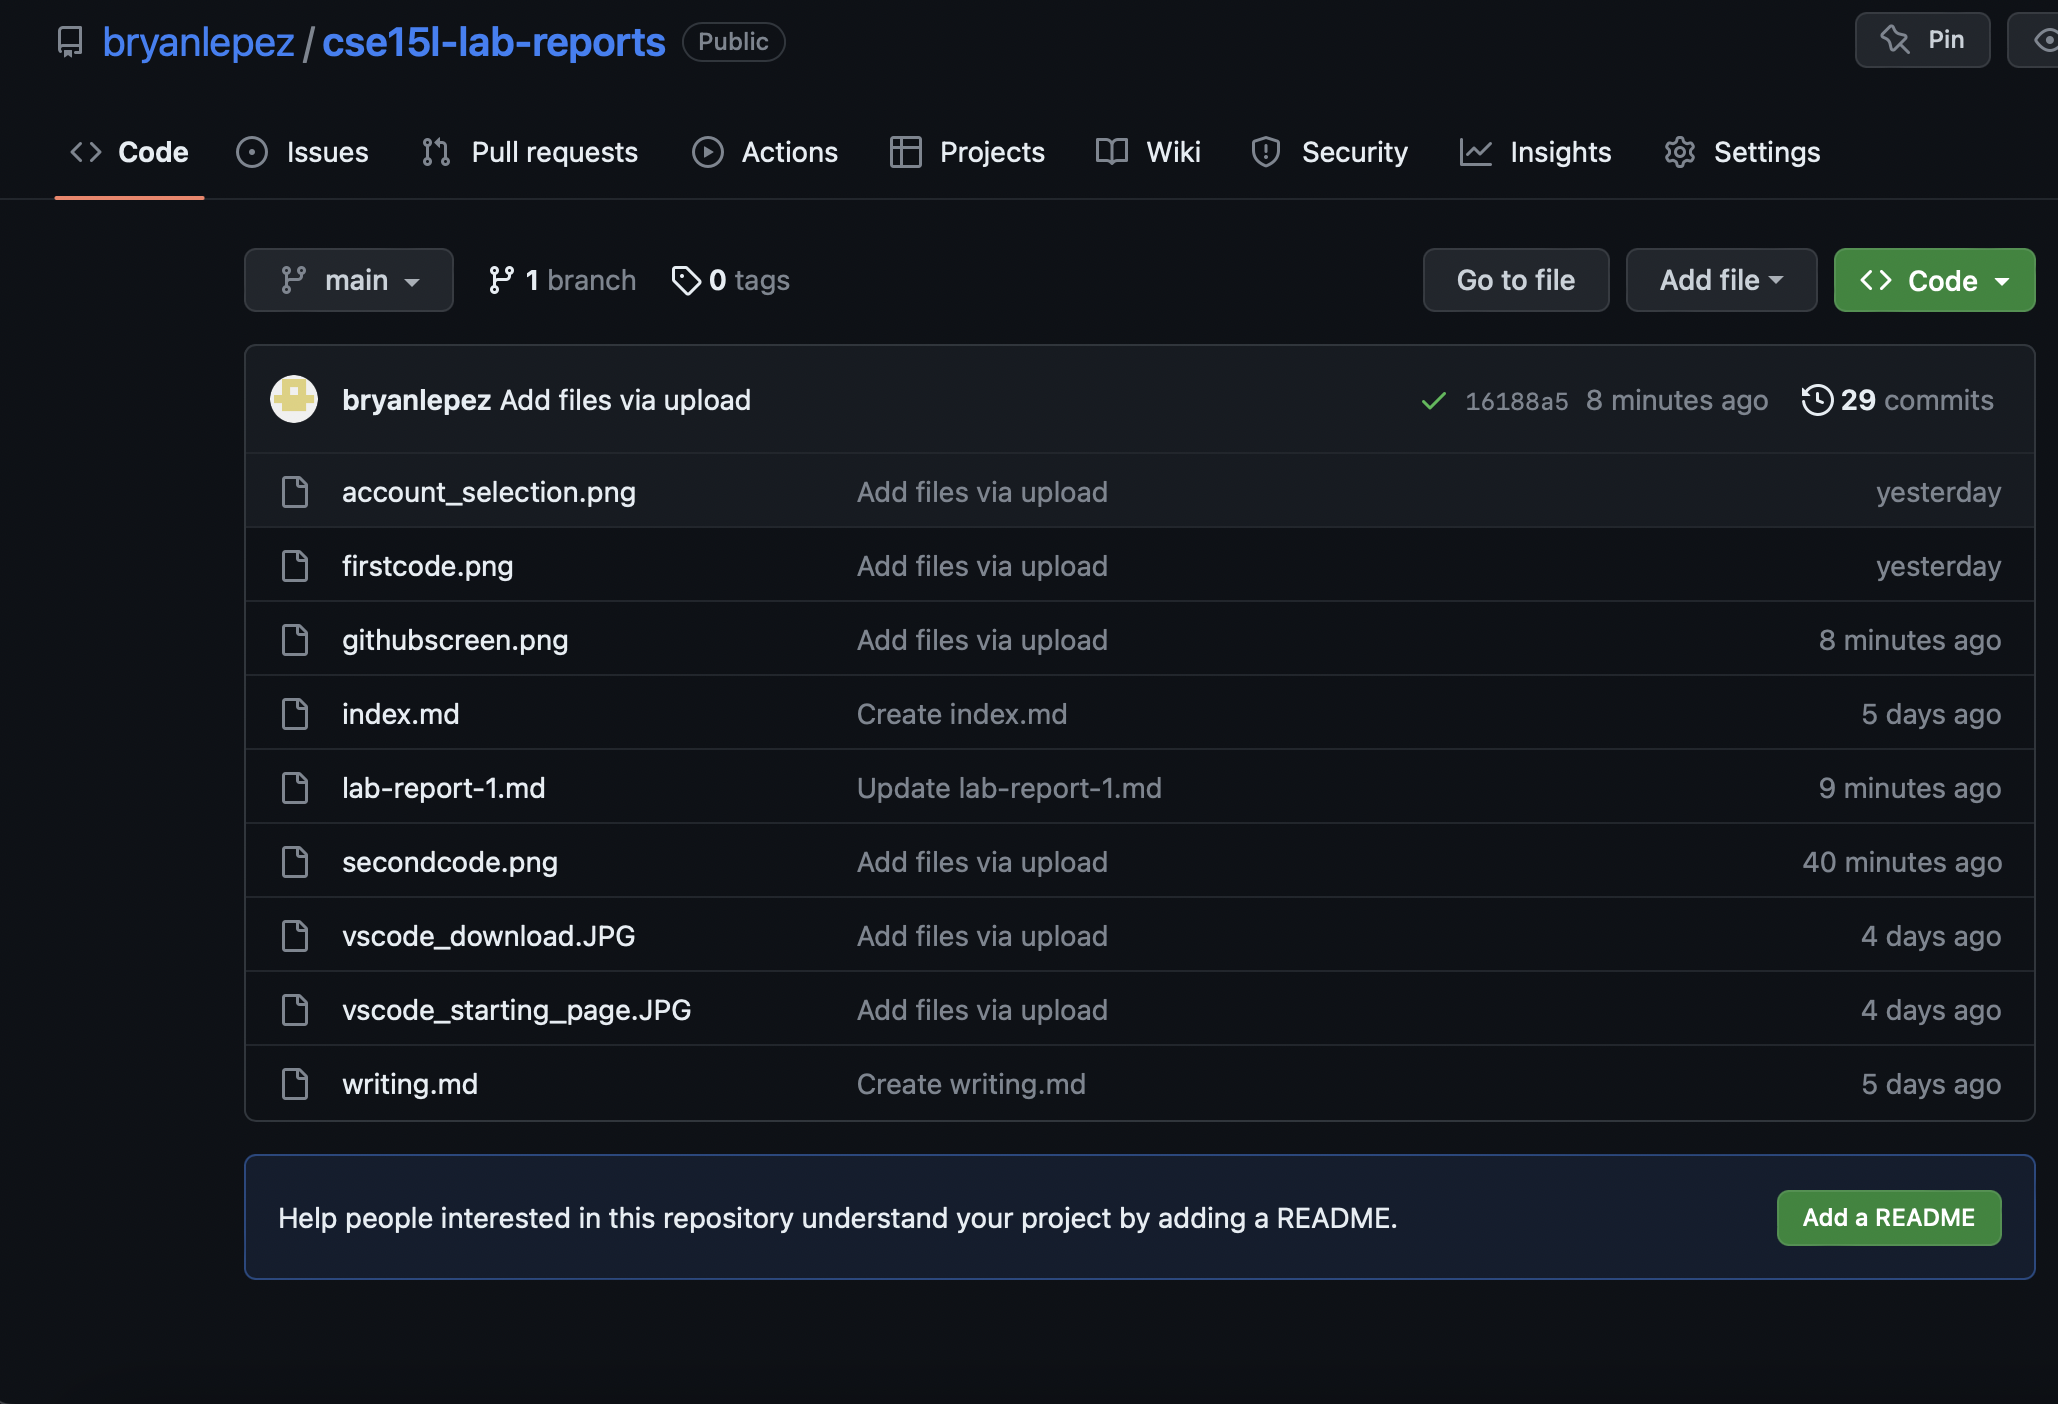 bryanlepez / cse15l-lab-reports Public Pin
Code Issues Pull requests Actions Projects Wiki Security Insights Settings
main 1 branch 0 tags Go to file Add file Code
bryanlepez Add files via upload 16188a5 8 minutes ago 29 commits
account_selection.png Add files via upload yesterday
firstcode.png Add files via upload yesterday
githubscreen.png Add files via upload 8 minutes ago
index.md Create index.md 5 days ago
lab-report-1.md Update lab-report-1.md 9 minutes ago
secondcode.png Add files via upload 40 minutes ago
vscode_download.JPG Add files via upload 4 days ago
vscode_starting_page.JPG Add files via upload 4 days ago
writing.md Create writing.md 5 days ago
Help people interested in this repository understand your project by adding a README. Add a README